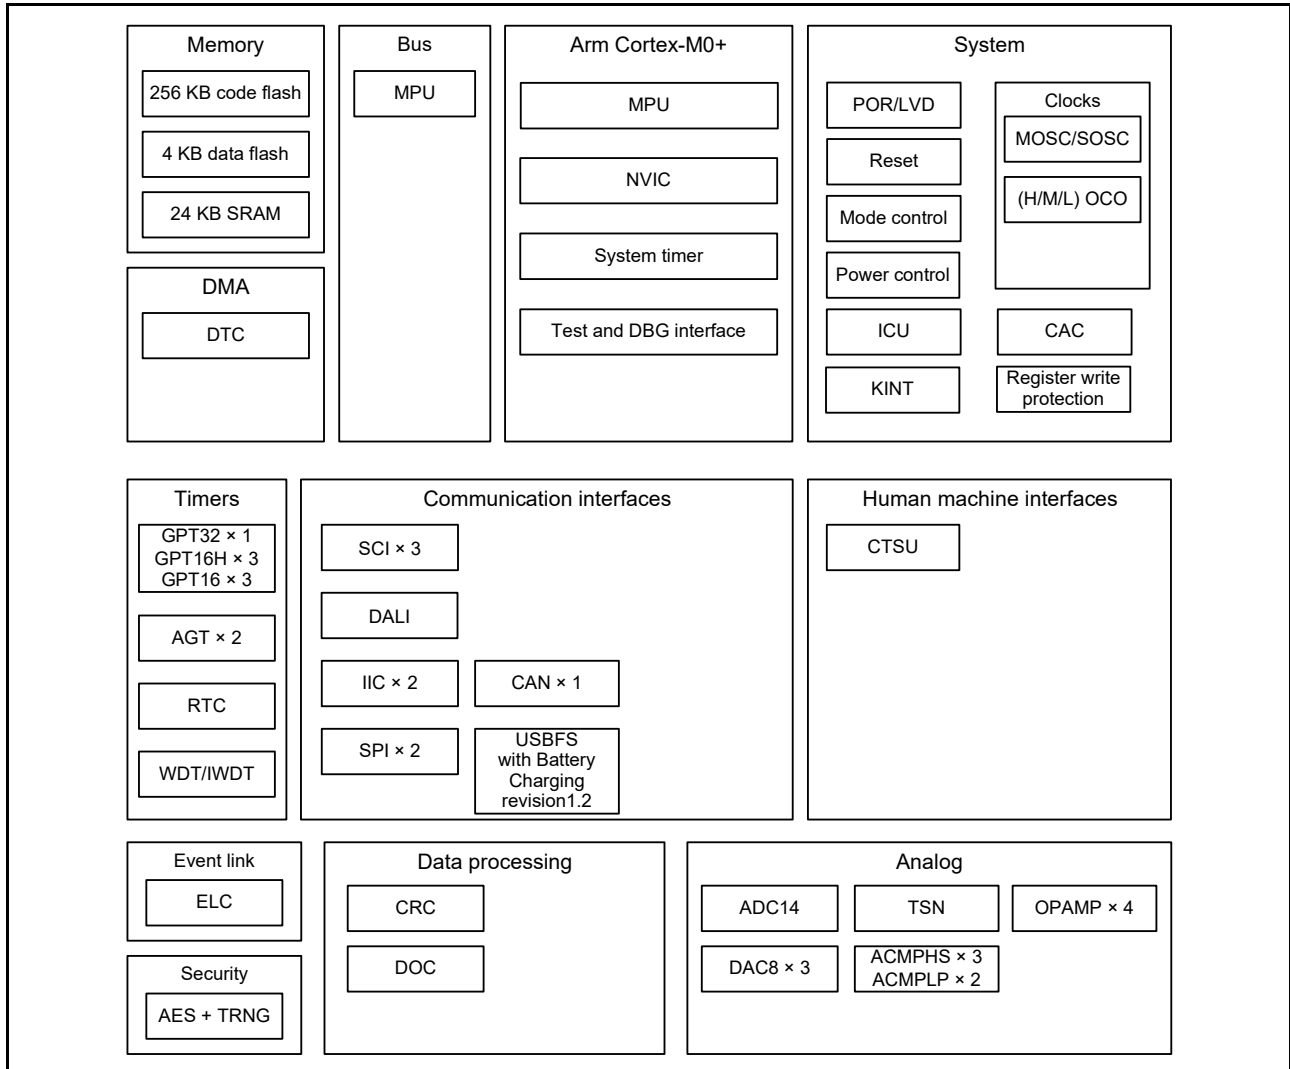 Memory
256 KB code flash
4 KB data flash
24 KB SRAM
DMA
DTC
Bus
MPU
Arm Cortex-M0+
MPU
NVIC
System timer
Test and DBG interface
System
POR/LVD
Reset
Mode control
Power control
ICU
KINT
Clocks
MOSC/SOSC
(H/M/L) OCO
CAC
Register write
protection
Timers
GPT32 × 1
GPT16H × 3
GPT16 × 3
AGT × 2
RTC
WDT/IWDT
Communication interfaces
SCI × 3
DALI
IIC × 2
SPI × 2
CAN × 1
USBFS
with Battery
Charging
revision1.2
Human machine interfaces
CTSU
Event link
ELC
Security
AES + TRNG
Data processing
CRC
DOC
Analog
ADC14
TSN
OPAMP × 4
DAC8 × 3
ACMPHS × 3
ACMPLP × 2